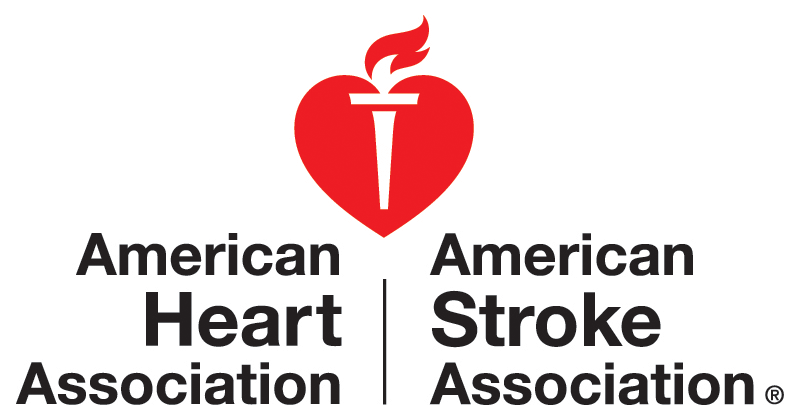 American
Heart
Association
American
Stroke
Association®